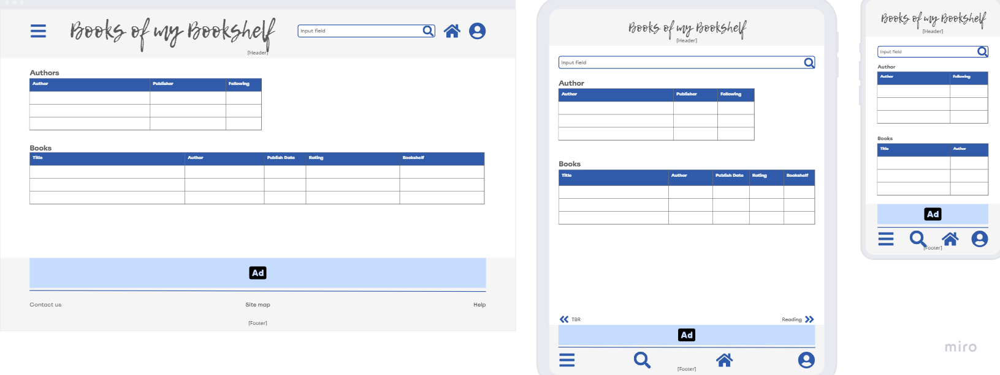 Books of my Bookshelf
Input field
[Header]
Authors
Author Publisher Following
Books
Title Author Publish Date Rating Bookshelf
Ad
Contact us Site map Help
[Footer]
Books of my Bookshelf
[Header]
Input field
Author
Author Publisher Following
Books
Title Author Publish Date Rating Bookshelf
TBR Reading
Ad
[Footer]
Books of my Bookshelf
[Header]
Input field
Author
Author Following
Books
Title Author
Ad
[Footer]
miro